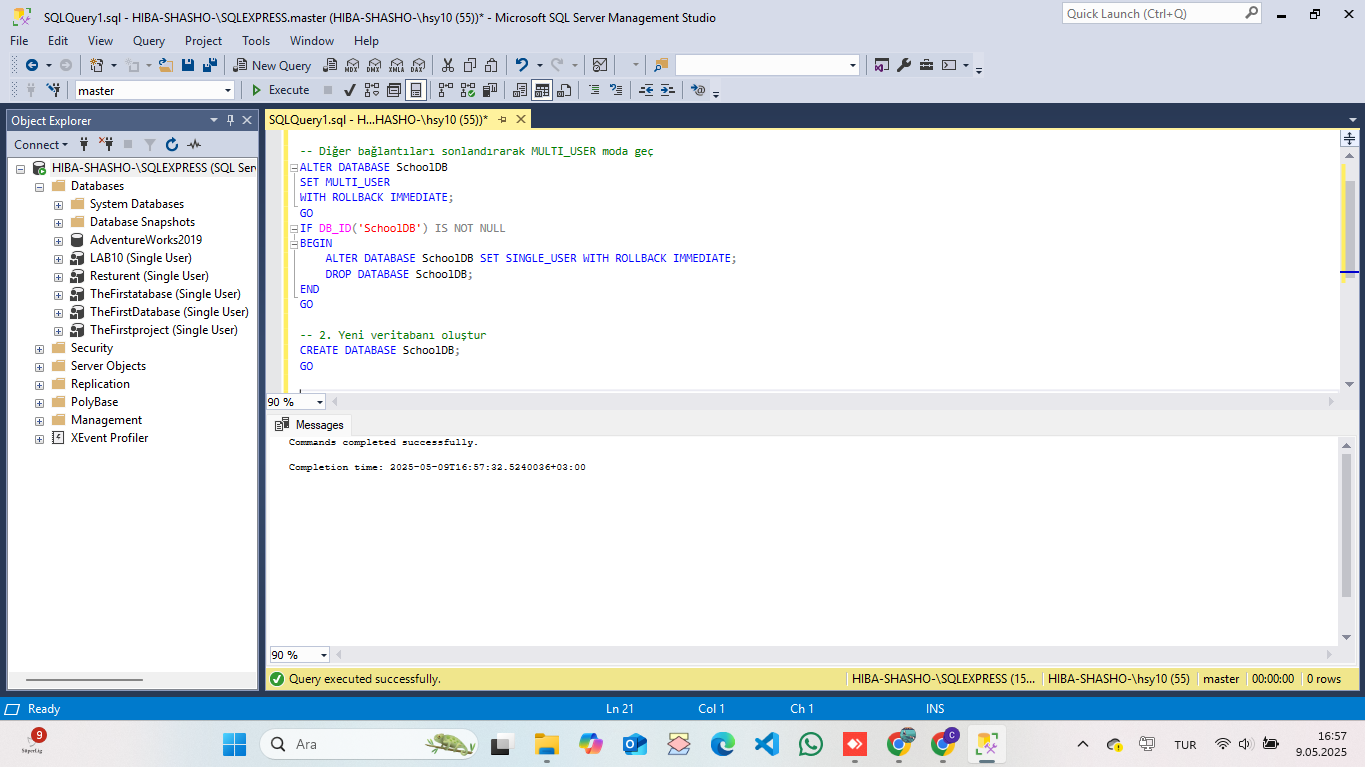 SQLQuery1.sql - HIBA-SHASHO-\SQLEXPRESS.master (HIBA-SHASHO-\hsy10 (55))* - Microsoft SQL Server Management Studio
Quick Launch (Ctrl+Q)
File Edit View Query Project Tools Window Help
New Query MDX DMX XMLA DAX
master Execute
Object Explorer
Connect
HIBA-SHASHO-\SQLEXPRESS (SQL Ser
Databases
System Databases
Database Snapshots
AdventureWorks2019
LAB10 (Single User)
Resturent (Single User)
TheFirstatabase (Single User)
TheFirstDatabase (Single User)
TheFirstproject (Single User)
Security
Server Objects
Replication
PolyBase
Management
XEvent Profiler
SQLQuery1.sql - H...HASHO-\hsy10 (55))*
-- Diğer bağlantıları sonlandırarak MULTI_USER moda geç
ALTER DATABASE SchoolDB
SET MULTI_USER
WITH ROLLBACK IMMEDIATE;
GO
IF DB_ID('SchoolDB') IS NOT NULL
BEGIN
ALTER DATABASE SchoolDB SET SINGLE_USER WITH ROLLBACK IMMEDIATE;
DROP DATABASE SchoolDB;
END
GO
-- 2. Yeni veritabanı oluştur
CREATE DATABASE SchoolDB;
GO
90 %
Messages
Commands completed successfully.
Completion time: 2025-05-09T16:57:32.5240036+03:00
90 %
Query executed successfully. HIBA-SHASHO-\SQLEXPRESS (15... HIBA-SHASHO-\hsy10 (55) master 00:00:00 0 rows
Ready Ln 21 Col 1 Ch 1 INS
9
SüperLig
Ara
C
TUR
16:57
9.05.2025